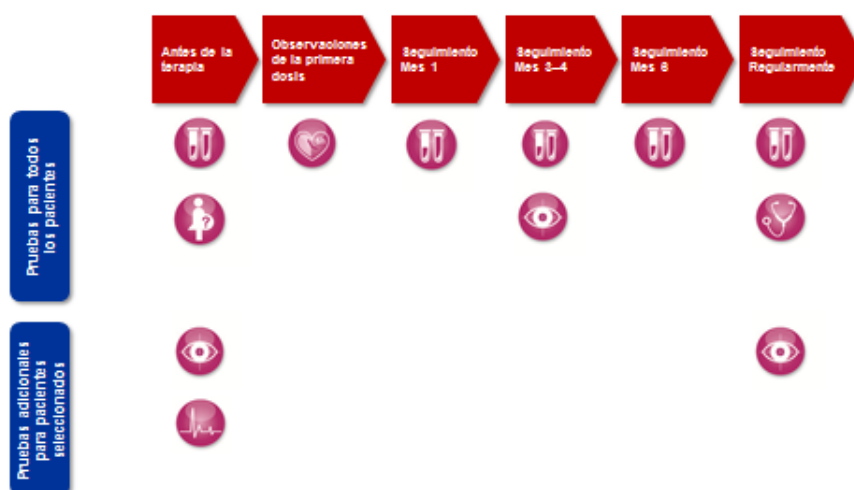 Antes de la
terapia
Observaciones
de la primera
dosis
Seguimiento
Mes 1
Seguimiento
Mes 3–4
Seguimiento
Mes 6
Seguimiento
Regularmente
Pruebas para todos
los pacientes
Pruebas adicionales
para pacientes
seleccionados